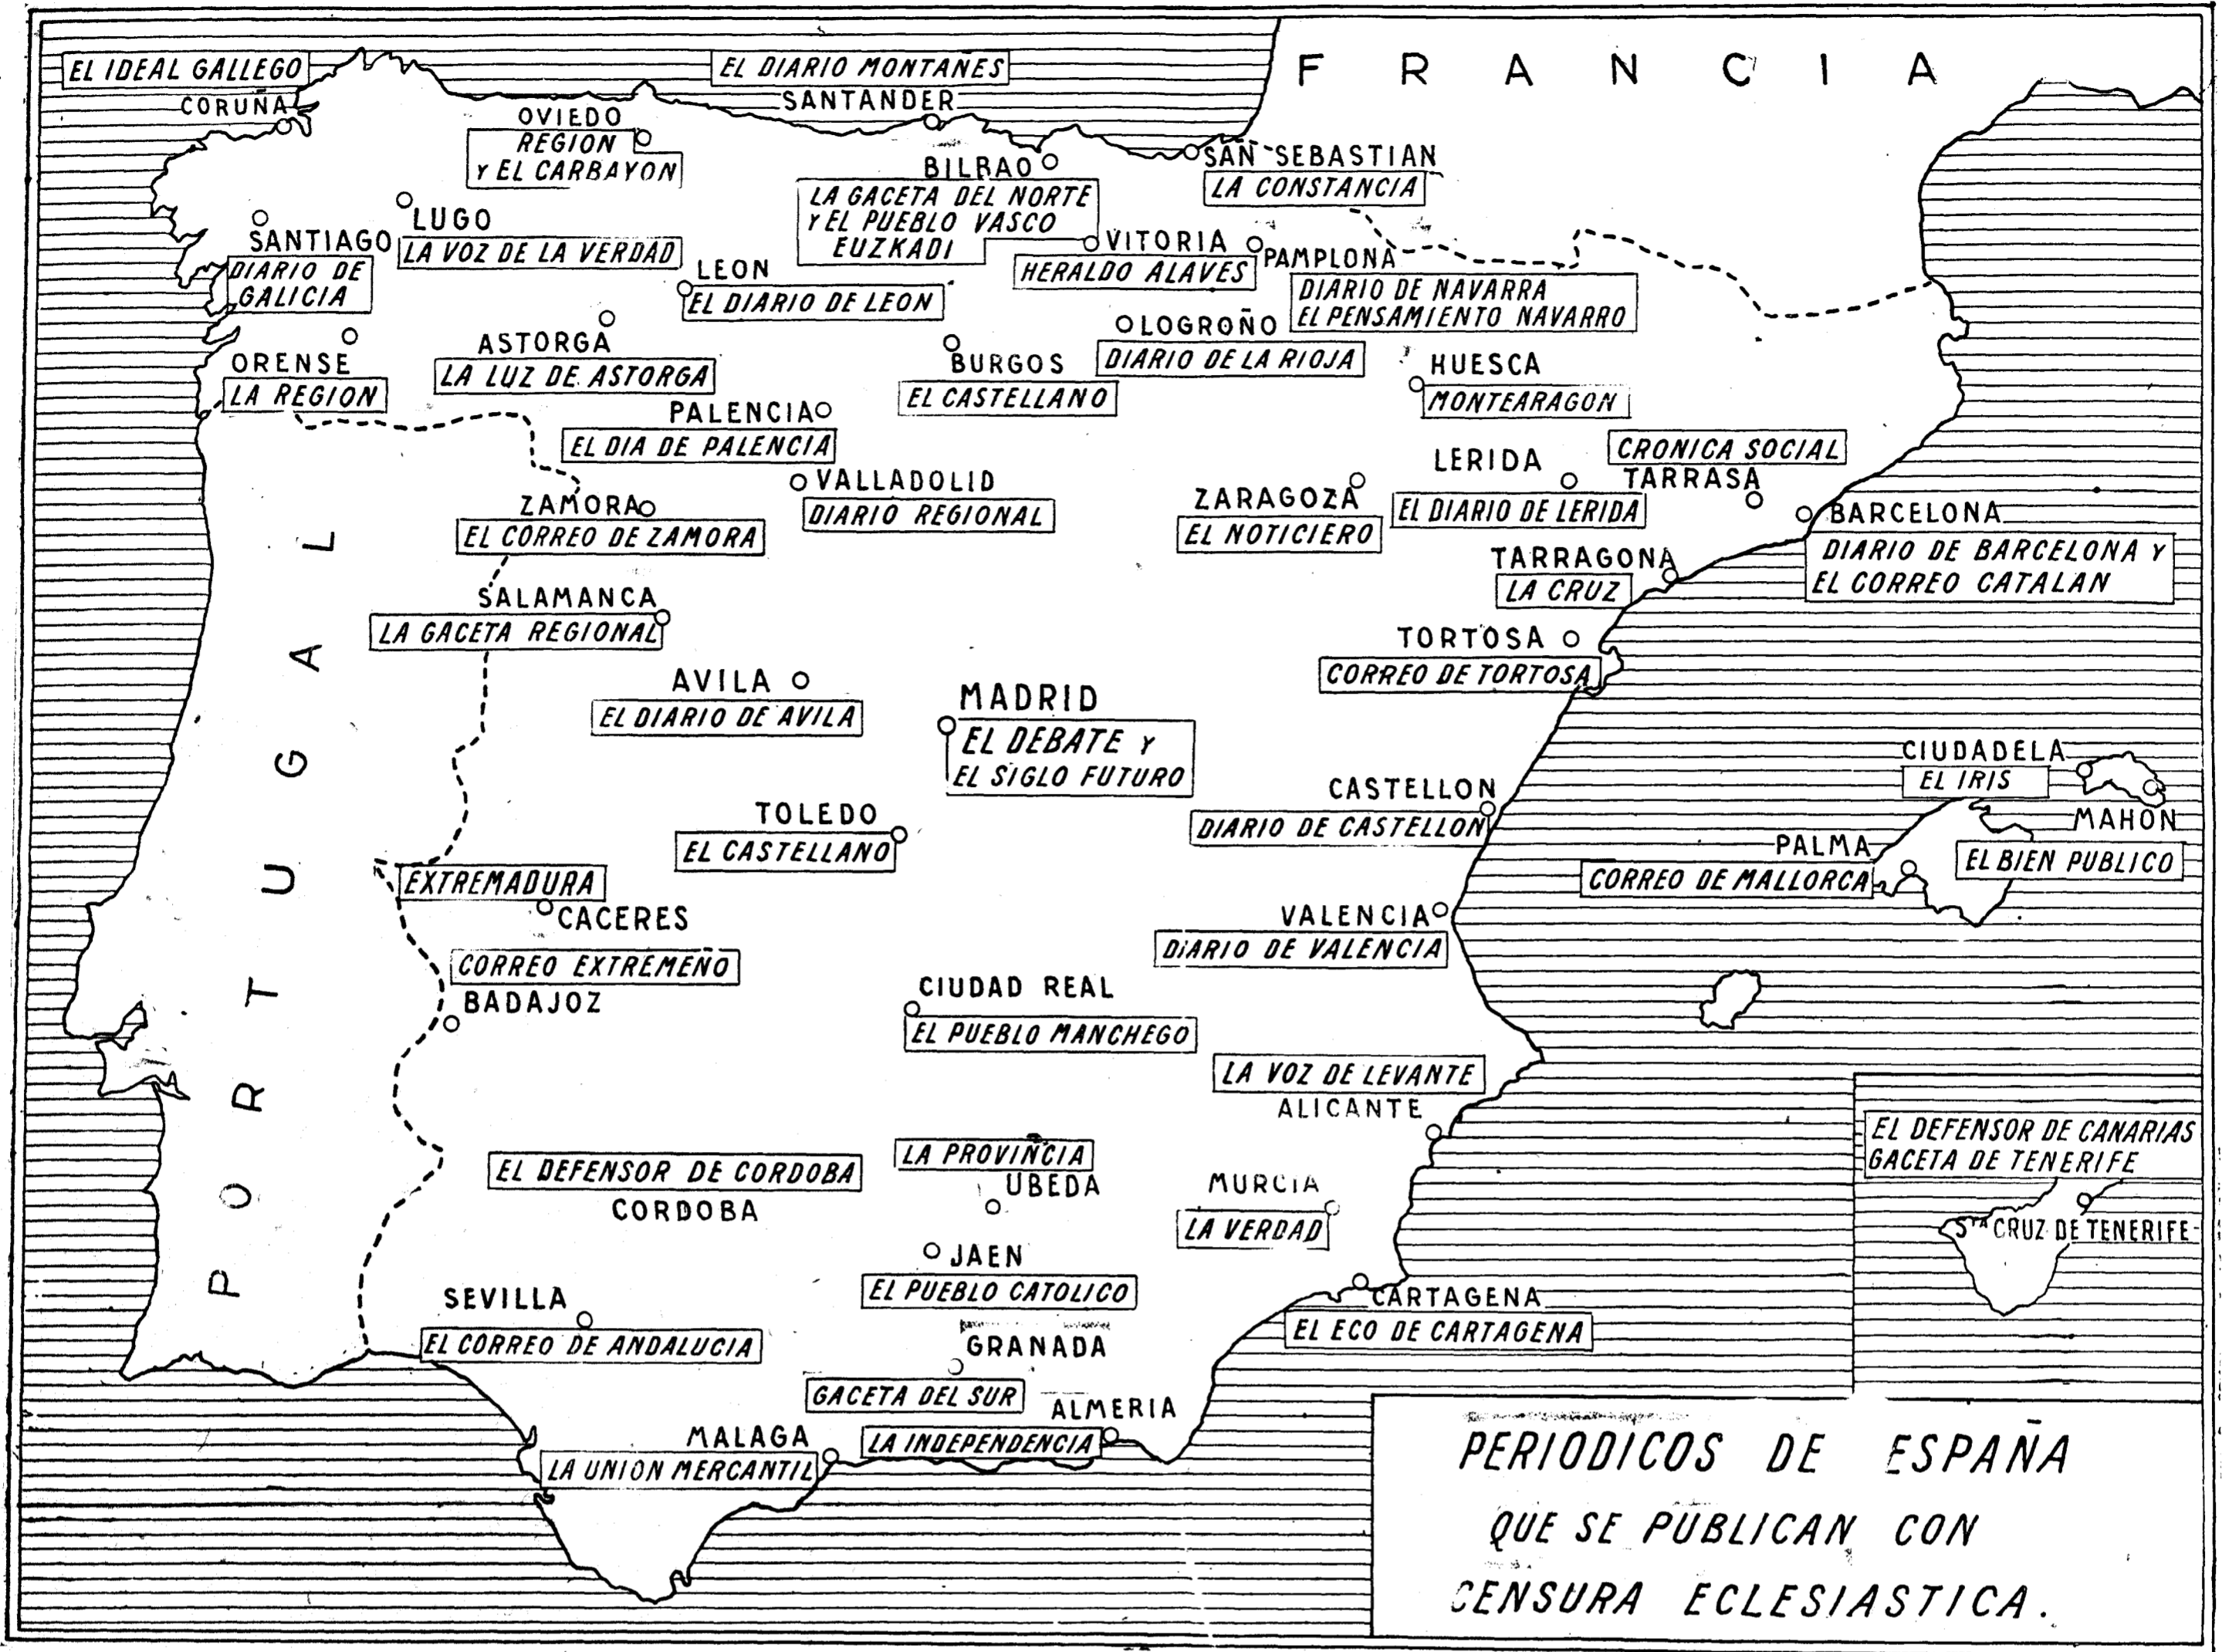 FRANCIA
EL IDEAL GALLEGO
CORUÑA
EL DIARIO MONTAÑES
SANTANDER
OVIEDO
REGION
Y EL CARBAYON
BILBAO
LA GACETA DEL NORTE
Y EL PUEBLO VASCO
EUZKADI
SAN SEBASTIAN
LA CONSTANCIA
SANTIAGO
DIARIO DE
GALICIA
LUGO
LA VOZ DE LA VERDAD
LEON
EL DIARIO DE LEON
VITORIA
HERALDO ALAVES
PAMPLONA
DIARIO DE NAVARRA
EL PENSAMIENTO NAVARRO
ORENSE
LA REGION
ASTORGA
LA LUZ DE ASTORGA
BURGOS
EL CASTELLANO
LOGROÑO
DIARIO DE LA RIOJA
HUESCA
MONTEARAGON
PALENCIA
EL DIA DE PALENCIA
VALLADOLID
DIARIO REGIONAL
ZAMORA
EL CORREO DE ZAMORA
ZARAGOZA
EL NOTICIERO
LERIDA
EL DIARIO DE LERIDA
CRONICA SOCIAL
TARRASA
BARCELONA
DIARIO DE BARCELONA Y
EL CORREO CATALAN
TARRAGONA
LA CRUZ
SALAMANCA
LA GACETA REGIONAL
TORTOSA
CORREO DE TORTOSA
AVILA
EL DIARIO DE AVILA
MADRID
EL DEBATE Y
EL SIGLO FUTURO
PORTUGAL
TOLEDO
EL CASTELLANO
CASTELLON
DIARIO DE CASTELLON
CIUDADELA
EL IRIS
MAHON
EL BIEN PUBLICO
PALMA
CORREO DE MALLORCA
EXTREMADURA
CACERES
VALENCIA
DIARIO DE VALENCIA
CORREO EXTREMEÑO
BADAJOZ
CIUDAD REAL
EL PUEBLO MANCHEGO
LA VOZ DE LEVANTE
ALICANTE
EL DEFENSOR DE CORDOBA
CORDOBA
LA PROVINCIA
UBEDA
MURCIA
LA VERDAD
EL DEFENSOR DE CANARIAS
GACETA DE TENERIFE
STA CRUZ DE TENERIFE
JAEN
EL PUEBLO CATOLICO
SEVILLA
EL CORREO DE ANDALUCIA
CARTAGENA
EL ECO DE CARTAGENA
GRANADA
GACETA DEL SUR
ALMERIA
LA INDEPENDENCIA
MALAGA
LA UNION MERCANTIL
PERIODICOS DE ESPAÑA
QUE SE PUBLICAN CON
CENSURA ECLESIASTICA.